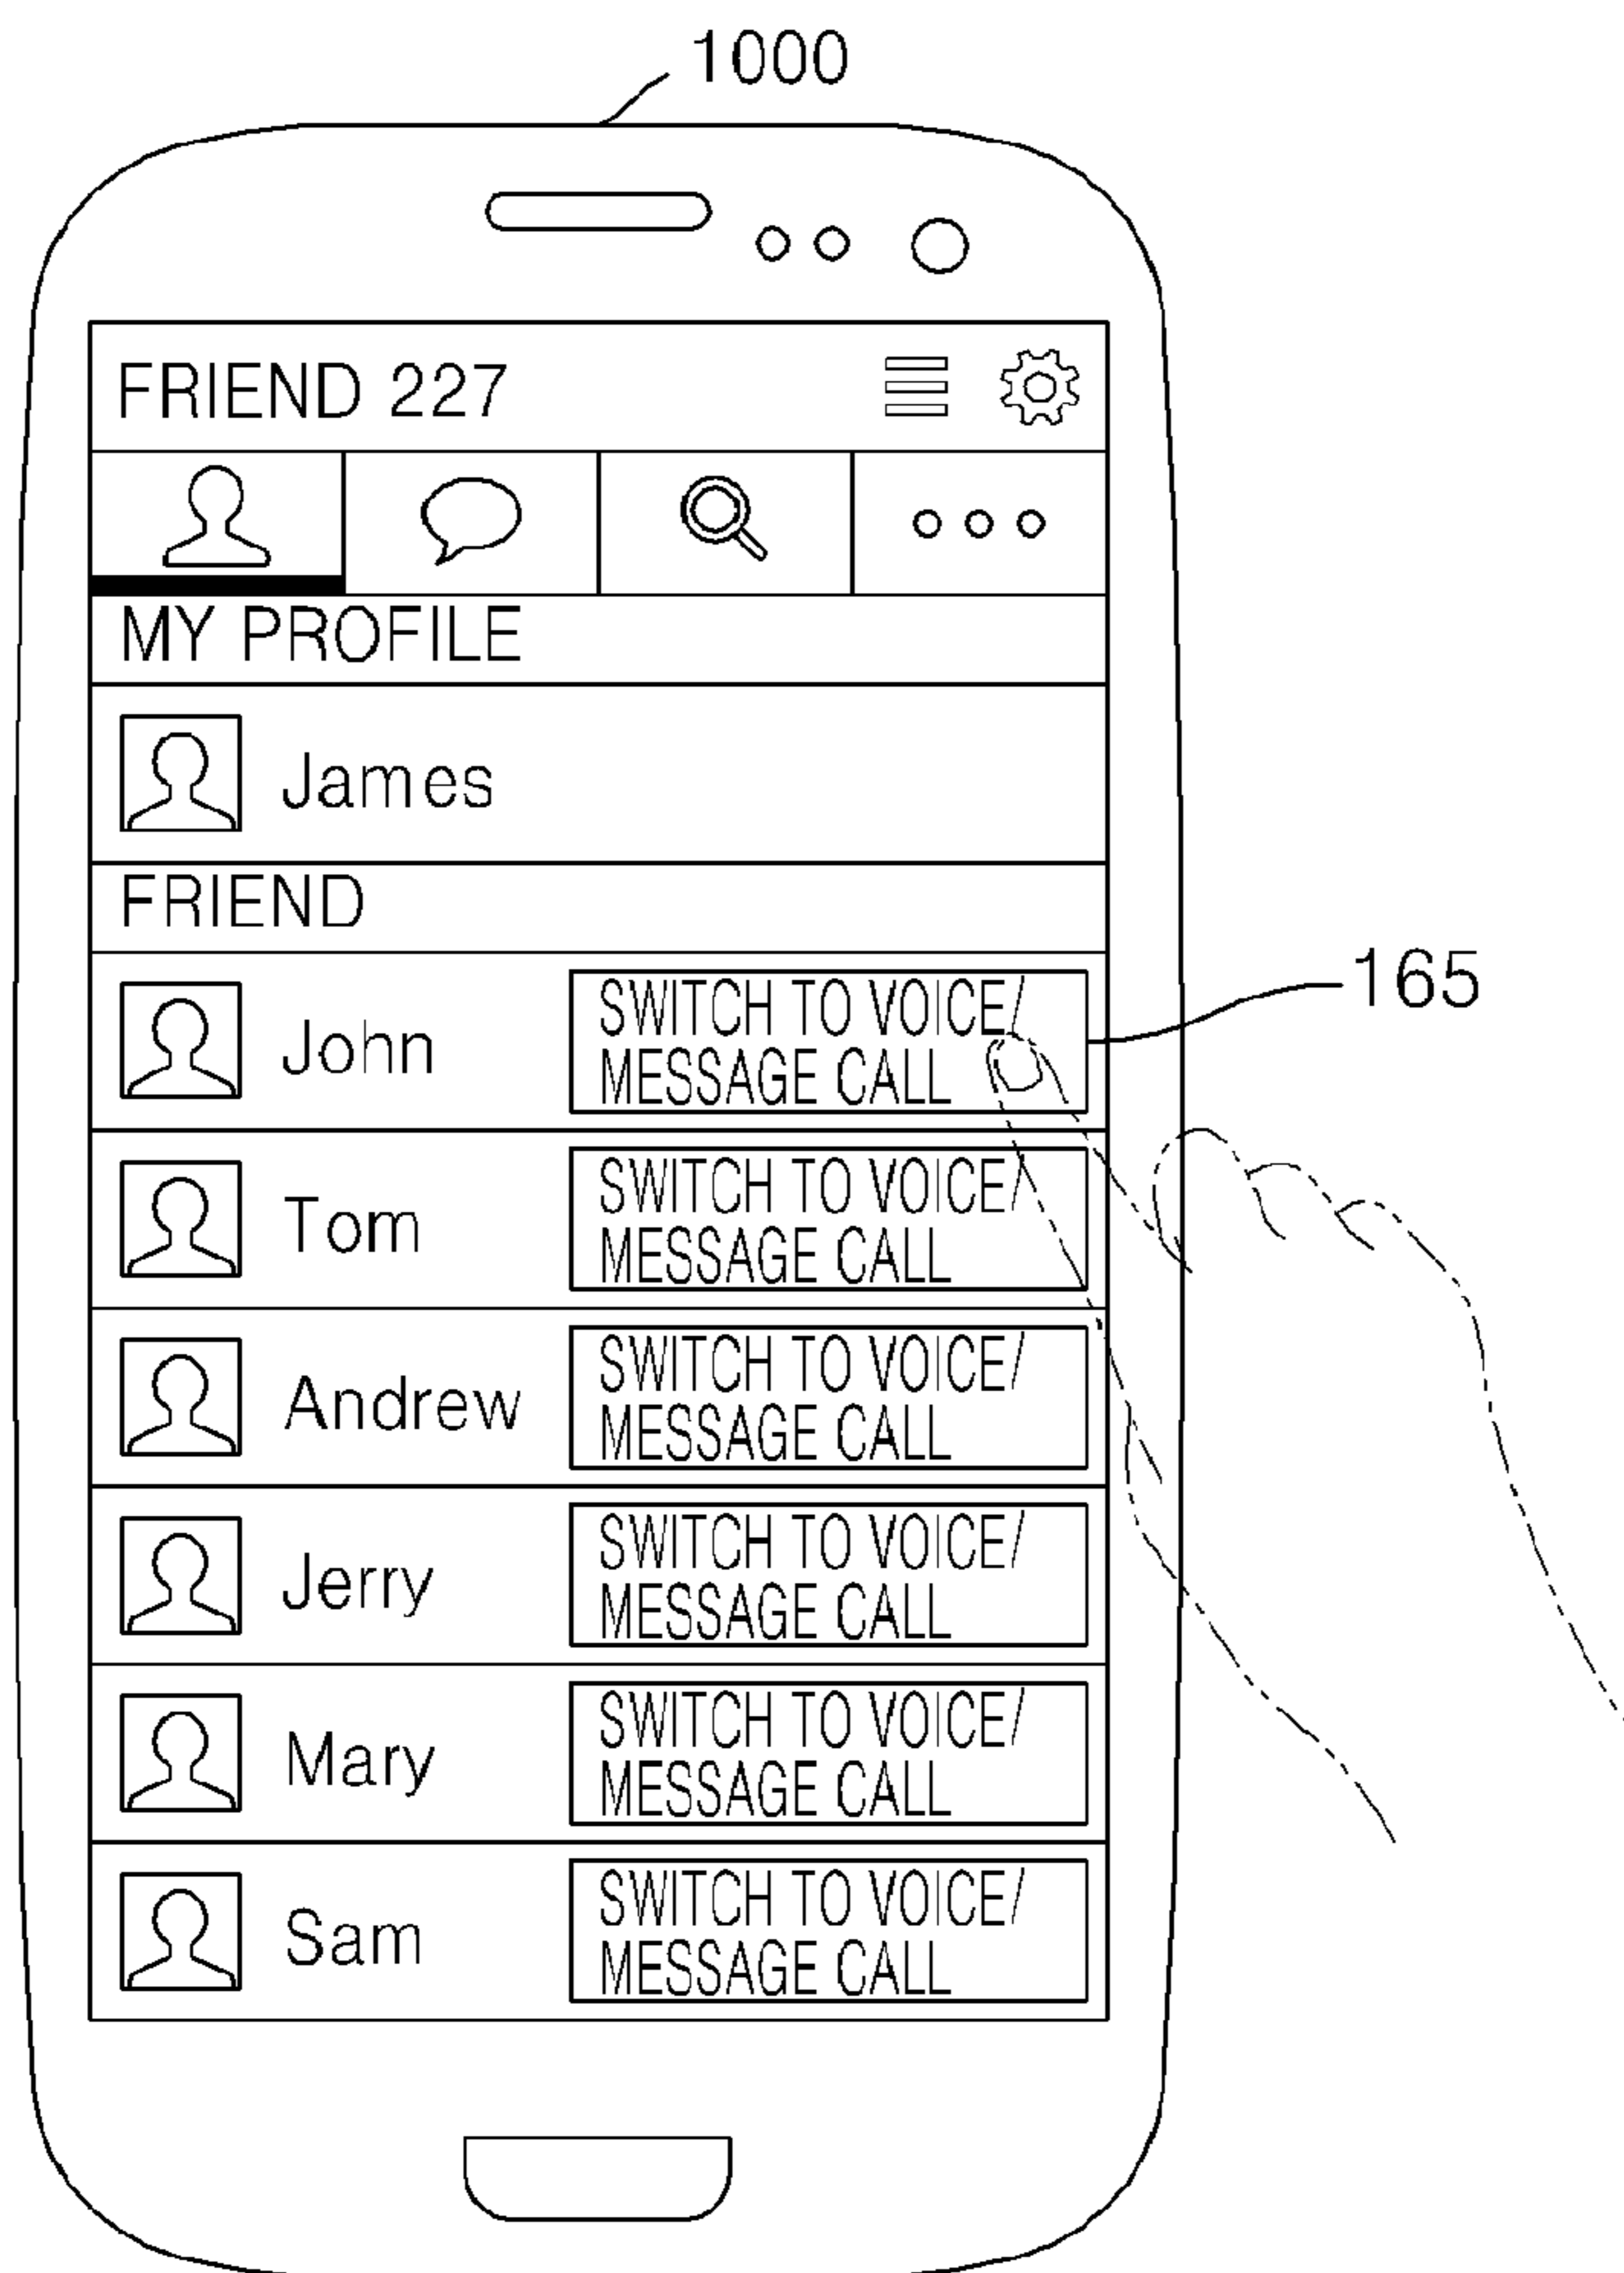 1000
FRIEND 227
MY PROFILE
James
FRIEND
John
SWITCH TO VOICE/
MESSAGE CALL
165
Tom
SWITCH TO VOICE/
MESSAGE CALL
Andrew
SWITCH TO VOICE/
MESSAGE CALL
Jerry
SWITCH TO VOICE/
MESSAGE CALL
Mary
SWITCH TO VOICE/
MESSAGE CALL
Sam
SWITCH TO VOICE/
MESSAGE CALL